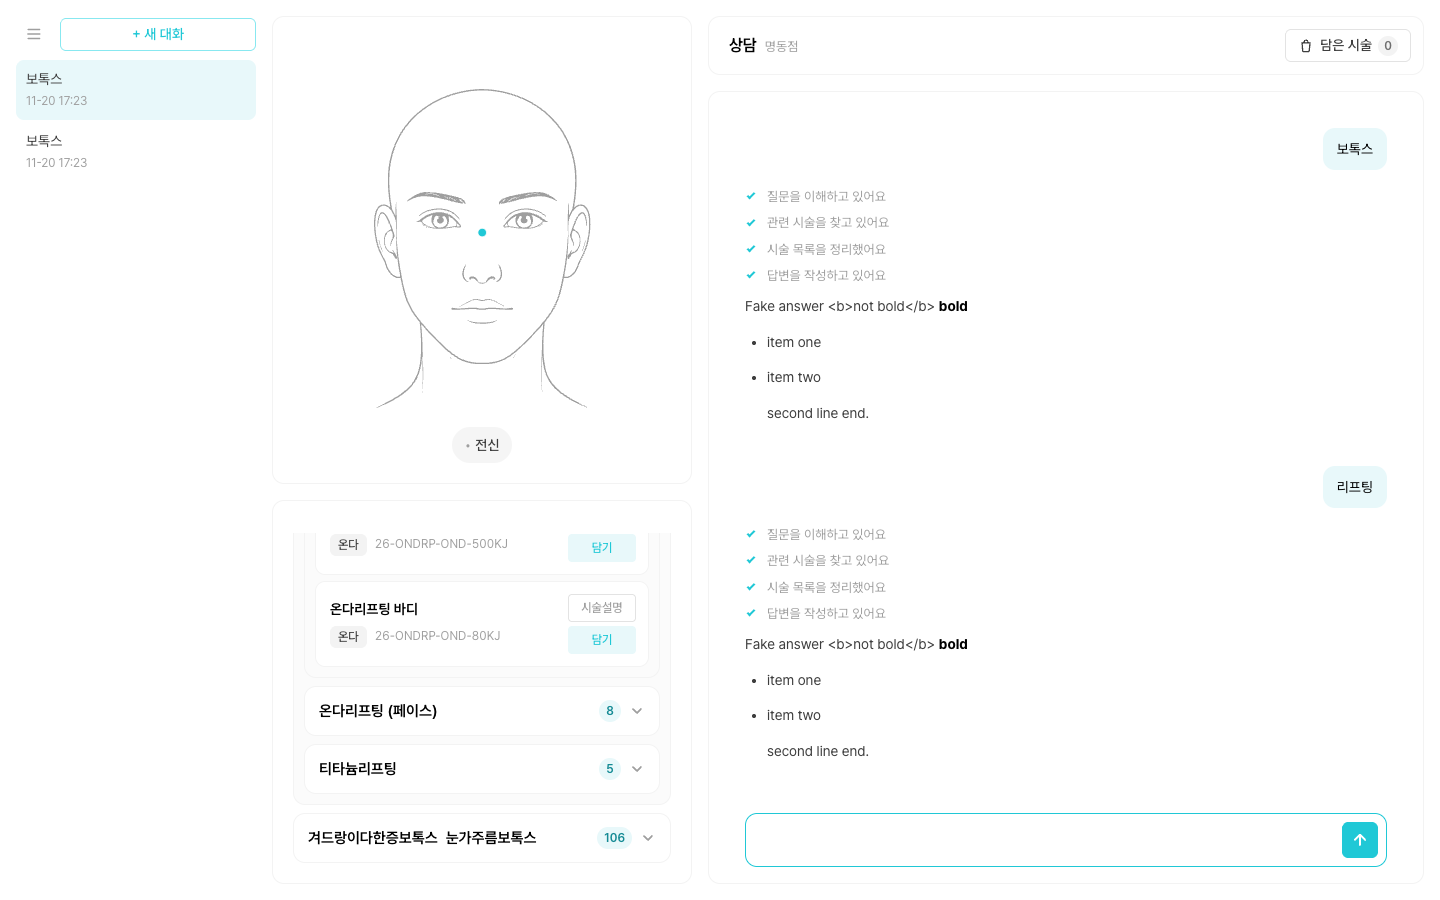 + 새 대화
보톡스
11-20 17:23
보톡스
11-20 17:23
전신
온다 26-ONDRP-OND-500KJ 담기
온다리프팅 바디 시술설명
온다 26-ONDRP-OND-80KJ 담기
온다리프팅 (페이스) 8
티타늄리프팅 5
겨드랑이다한증보톡스 눈가주름보톡스 106
상담 명동점 담은 시술 0
보톡스
질문을 이해하고 있어요
관련 시술을 찾고 있어요
시술 목록을 정리했어요
답변을 작성하고 있어요
Fake answer <b>not bold</b> bold
• item one
• item two
second line end.
리프팅
질문을 이해하고 있어요
관련 시술을 찾고 있어요
시술 목록을 정리했어요
답변을 작성하고 있어요
Fake answer <b>not bold</b> bold
• item one
• item two
second line end.